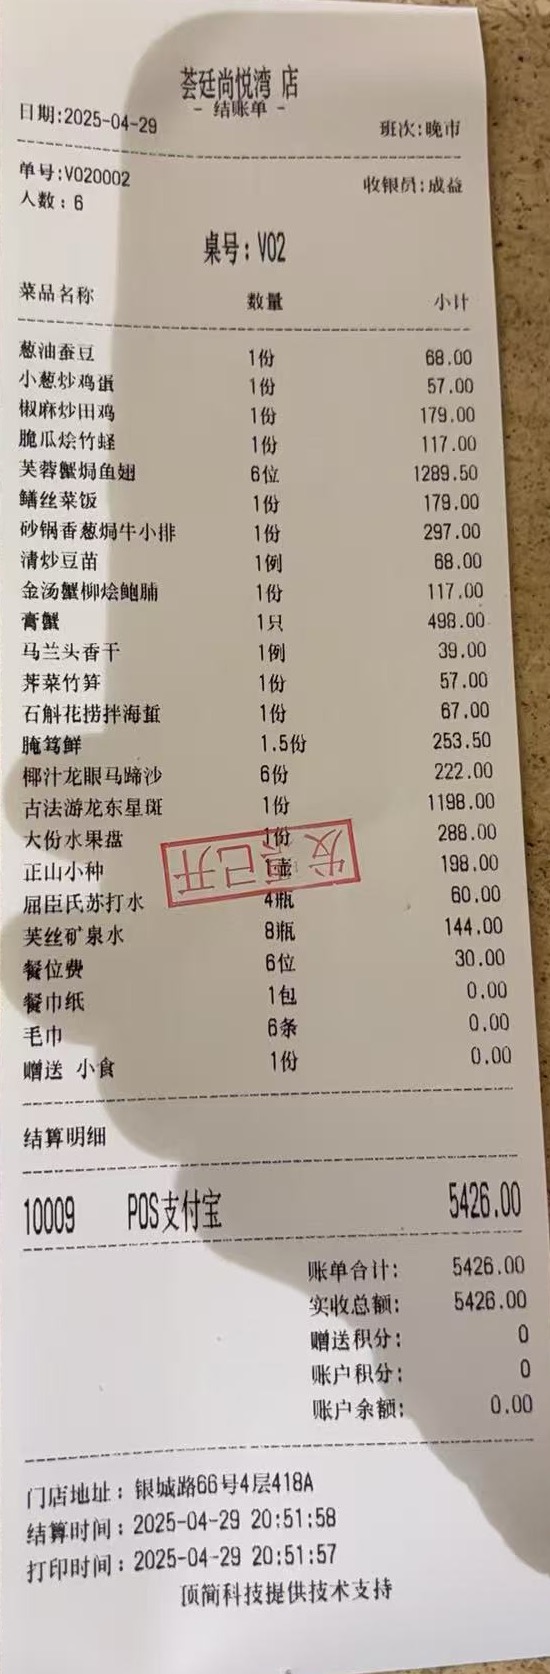 荟廷尚悦湾 店
- 结账单 -
日期:2025-04-29 班次:晚市
单号:V020002 收银员:成益
人数: 6
桌号: V02
菜品名称 数量 小计
葱油蚕豆 1份 68.00
小葱炒鸡蛋 1份 57.00
椒麻炒田鸡 1份 179.00
脆瓜烩竹蛏 1份 117.00
芙蓉蟹焗鱼翅 6位 1289.50
鳝丝菜饭 1份 179.00
砂锅香葱焗牛小排 1份 297.00
清炒豆苗 1例 68.00
金汤蟹柳烩鲍脯 1份 117.00
膏蟹 1只 498.00
马兰头香干 1例 39.00
荠菜竹笋 1份 57.00
石斛花捞拌海蜇 1份 67.00
腌笃鲜 1.5份 253.50
椰汁龙眼马蹄沙 6份 222.00
古法游龙东星斑 1份 1198.00
大份水果盘 1份 288.00
正山小种 1壶 198.00
发票已开
屈臣氏苏打水 4瓶 60.00
芙丝矿泉水 8瓶 144.00
餐位费 6位 30.00
餐巾纸 1包 0.00
毛巾 6条 0.00
赠送 小食 1份 0.00
结算明细
10009 POS支付宝 5426.00
账单合计: 5426.00
实收总额: 5426.00
赠送积分: 0
账户积分: 0
账户余额: 0.00
门店地址: 银城路66号4层418A
结算时间: 2025-04-29 20:51:58
打印时间: 2025-04-29 20:51:57
顶简科技提供技术支持